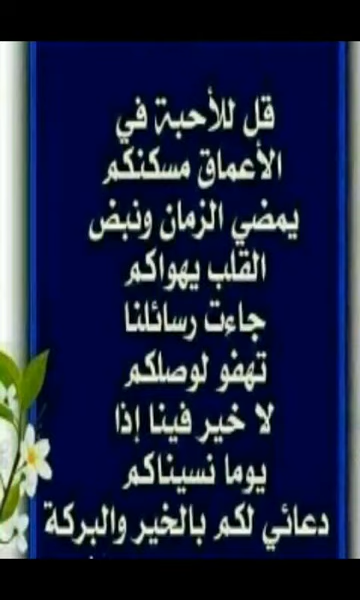 قل للأحبة في
الأعماق مسكنكم
يمضي الزمان ونبض
القلب يهواكم
جاءت رسائلنا
تهفو لوصلكم
لا خير فينا إذا
يوما نسيناكم
دعائي لكم بالخير والبركة